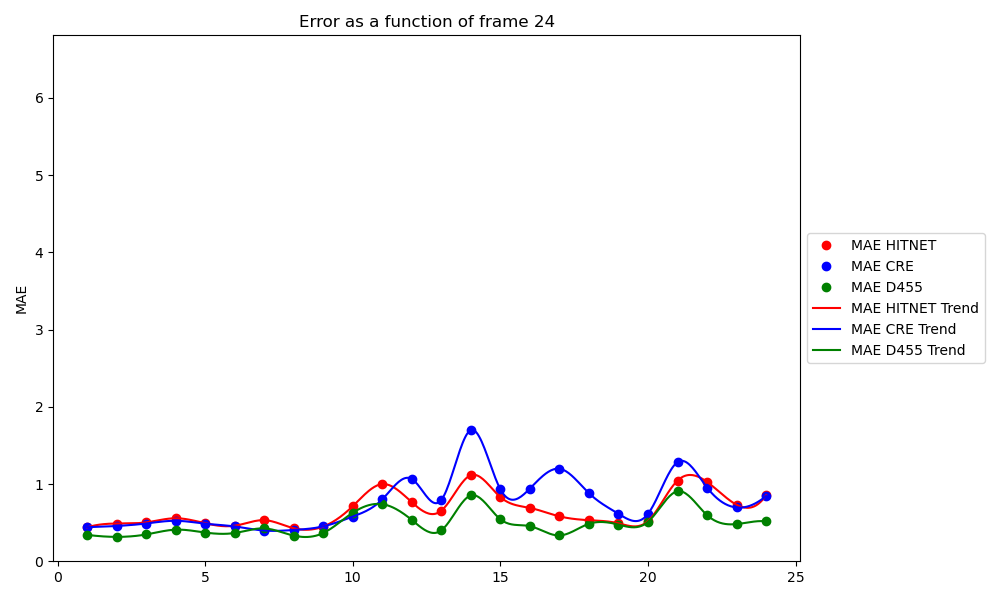 Error as a function of frame 24
MAE
6
5
4
3
2
1
0
0
5
10
15
20
25
MAE HITNET
MAE CRE
MAE D455
MAE HITNET Trend
MAE CRE Trend
MAE D455 Trend